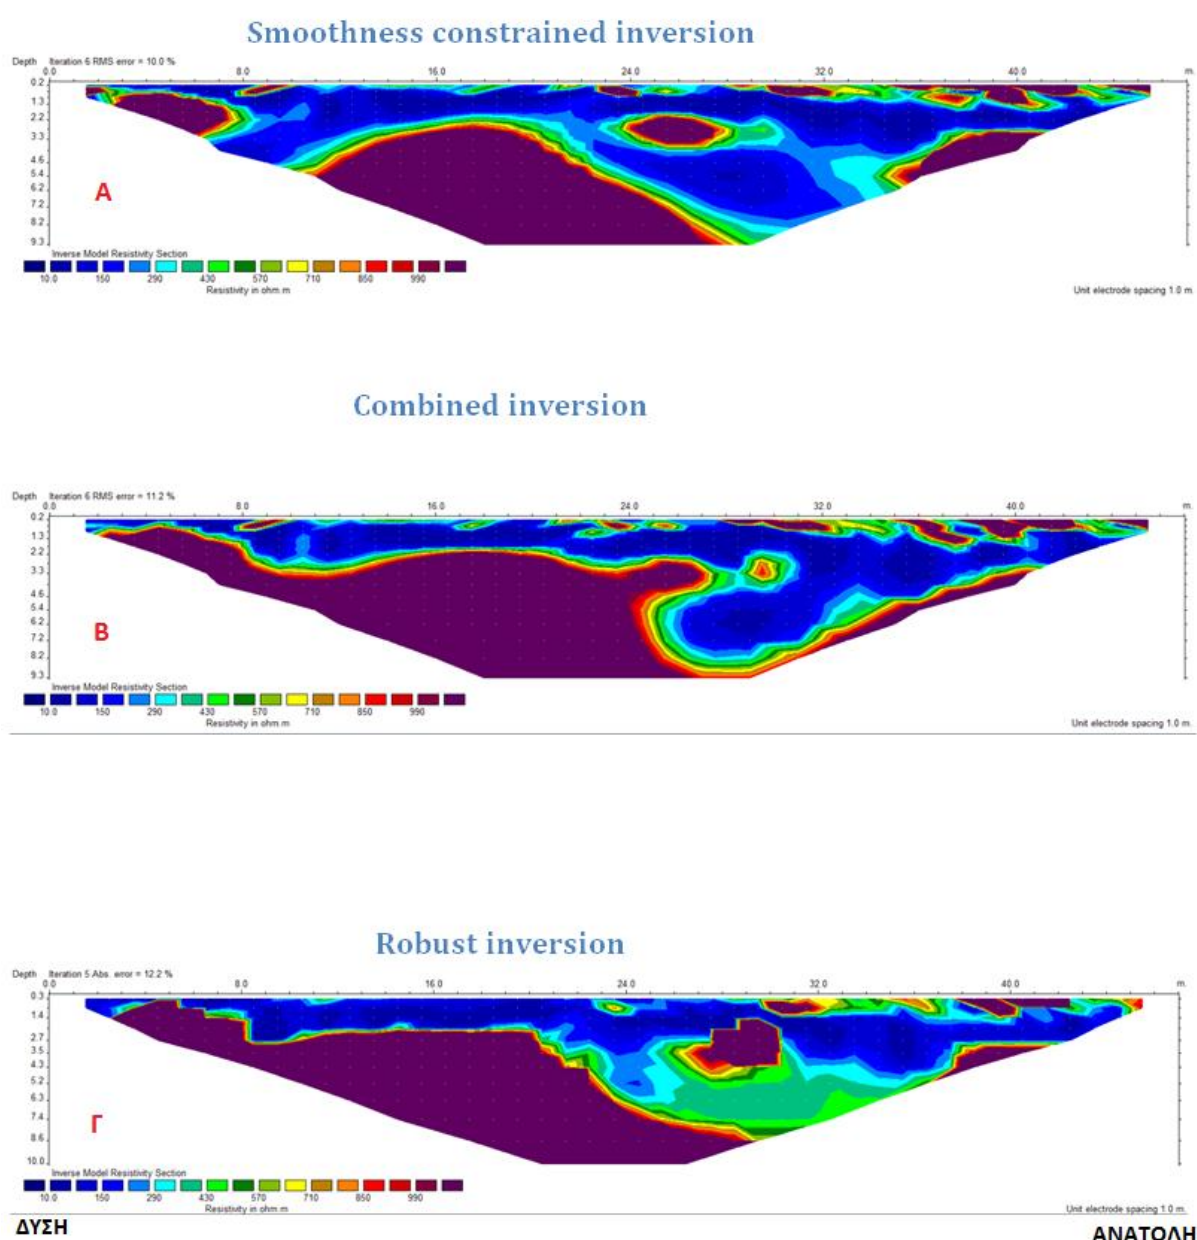 Smoothness constrained inversion
Depth Iteration 6 RMS error = 10.0 %
0.0 8.0 16.0 24.0 32.0 40.0 m.
0.2
1.3
2.2
3.3
4.6
5.4
6.2
7.2
8.2
9.3
A
Inverse Model Resistivity Section
10.0 150 290 430 570 710 850 990
Resistivity in ohm.m
Unit electrode spacing 1.0 m.
Combined inversion
Depth Iteration 6 RMS error = 11.2 %
0.0 8.0 16.0 24.0 32.0 40.0 m.
0.2
1.3
2.2
3.3
4.6
5.4
6.2
7.2
8.2
9.3
B
Inverse Model Resistivity Section
10.0 150 290 430 570 710 850 990
Resistivity in ohm.m
Unit electrode spacing 1.0 m.
Robust inversion
Depth Iteration 5 Abs. error = 12.2 %
0.0 8.0 16.0 24.0 32.0 40.0 m.
0.3
1.4
2.7
3.5
4.3
5.2
6.3
7.4
8.6
10.0
Γ
Inverse Model Resistivity Section
10.0 150 290 430 570 710 850 990
Resistivity in ohm.m
Unit electrode spacing 1.0 m.
ΔΥΣΗ ΑΝΑΤΟΛΗ